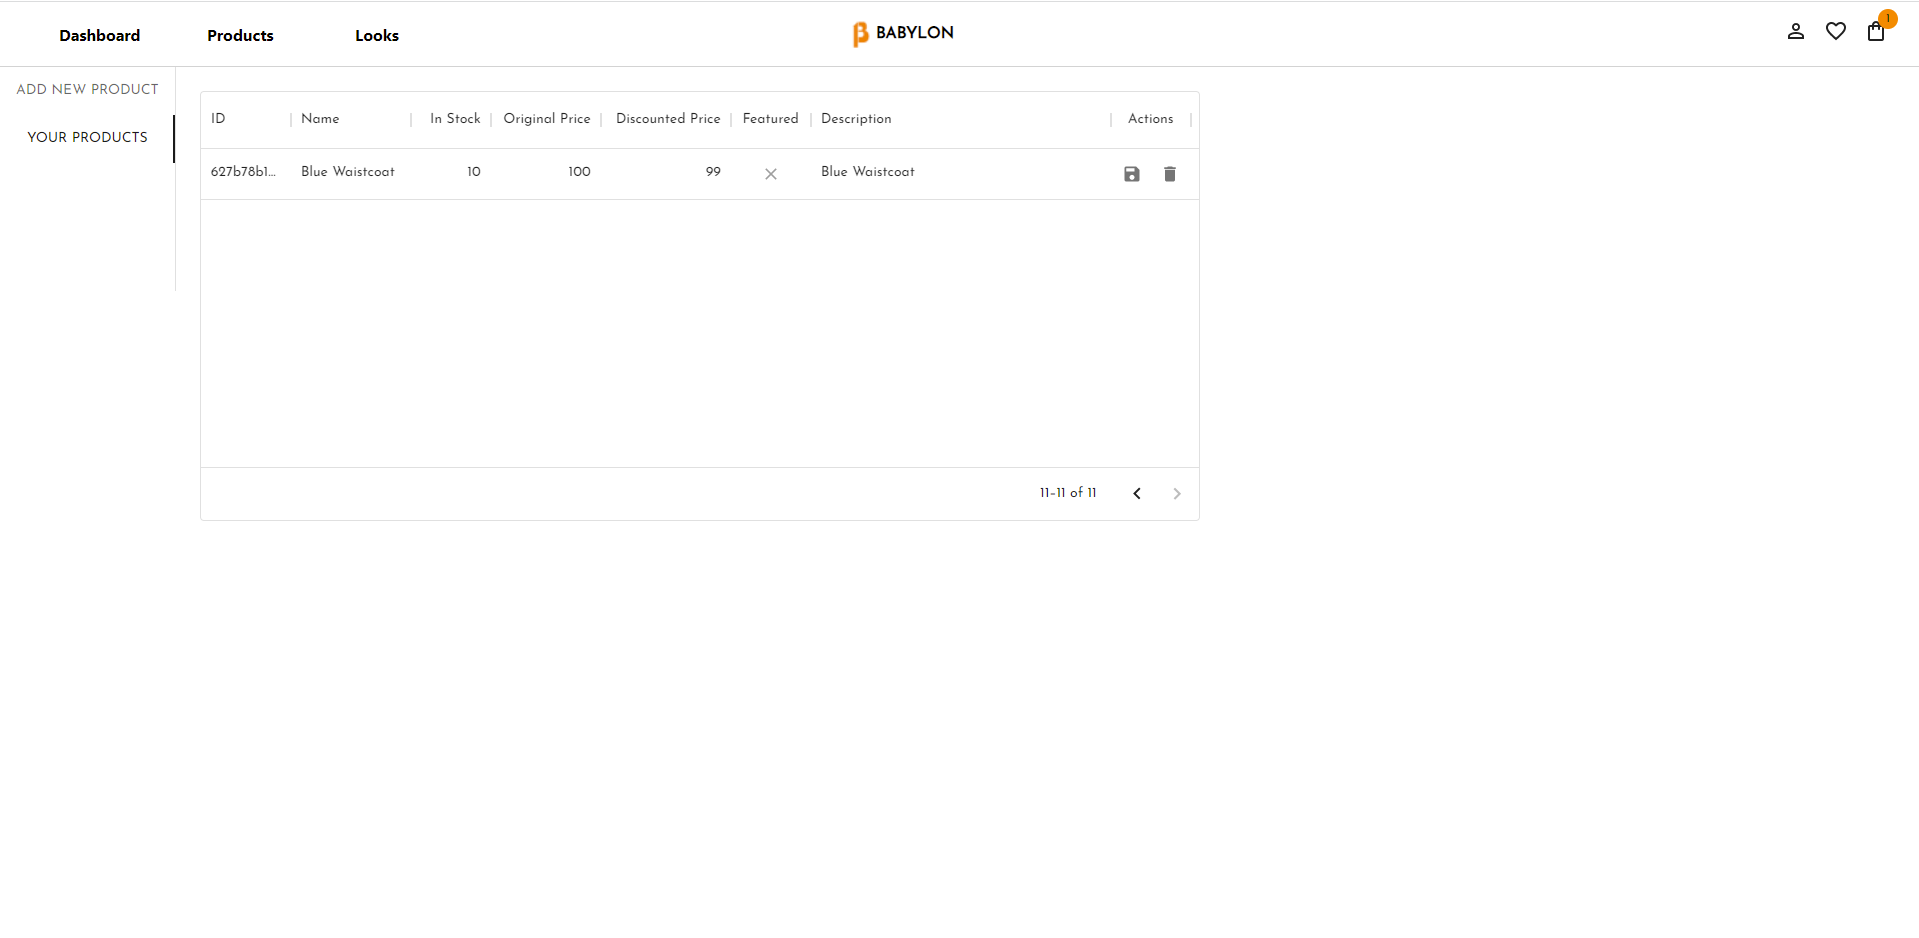 Dashboard Products Looks
BABYLON
1
ADD NEW PRODUCT
YOUR PRODUCTS
ID Name In Stock Original Price Discounted Price Featured Description Actions
627b78b1... Blue Waistcoat 10 100 99 Blue Waistcoat
11-11 of 11